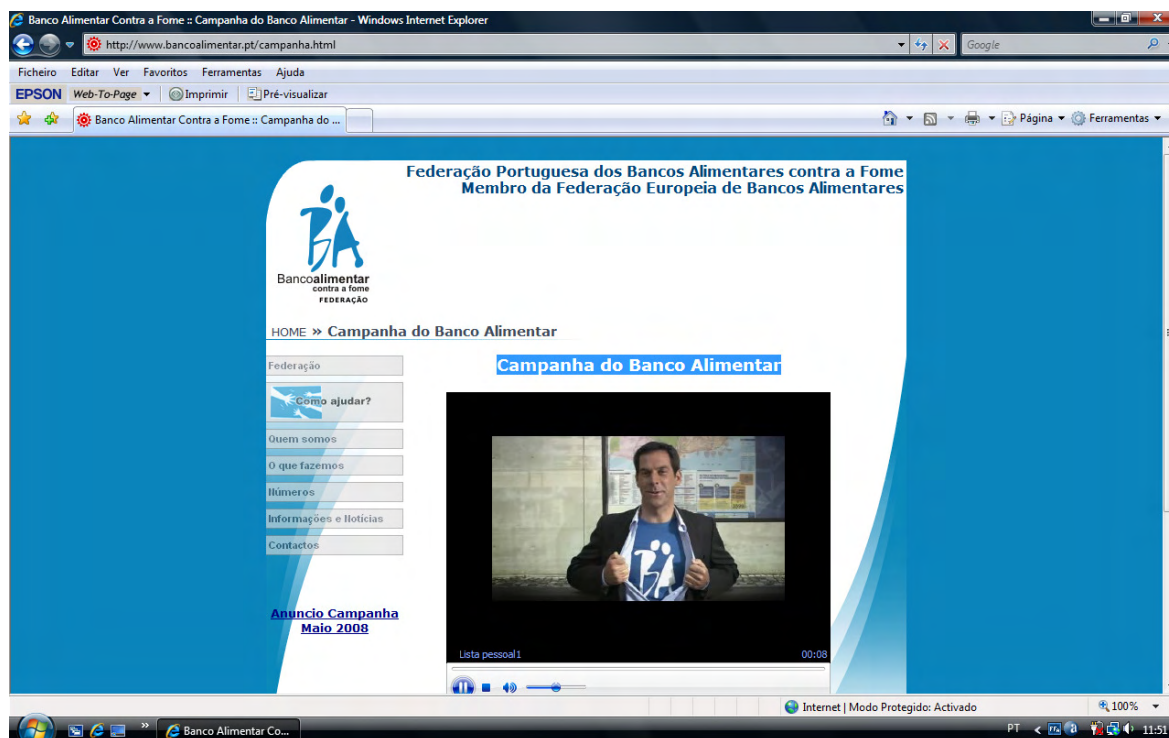 Banco Alimentar Contra a Fome :: Campanha do Banco Alimentar - Windows Internet Explorer
http://www.bancoalimentar.pt/campanha.html
Google
Ficheiro Editar Ver Favoritos Ferramentas Ajuda
EPSON Web-To-Page Imprimir Pré-visualizar
Banco Alimentar Contra a Fome :: Campanha do ...
Página Ferramentas
Federação Portuguesa dos Bancos Alimentares contra a Fome
Membro da Federação Europeia de Bancos Alimentares
BA
Bancoalimentar
contra a fome
FEDERAÇÃO
HOME » Campanha do Banco Alimentar
Federação
Como ajudar?
Quem somos
O que fazemos
Números
Informações e Notícias
Contactos
Anuncio Campanha
Maio 2008
Campanha do Banco Alimentar
BA
Lista pessoal1 00:08
Internet | Modo Protegido: Activado
100%
Banco Alimentar Co...
PT
11:51